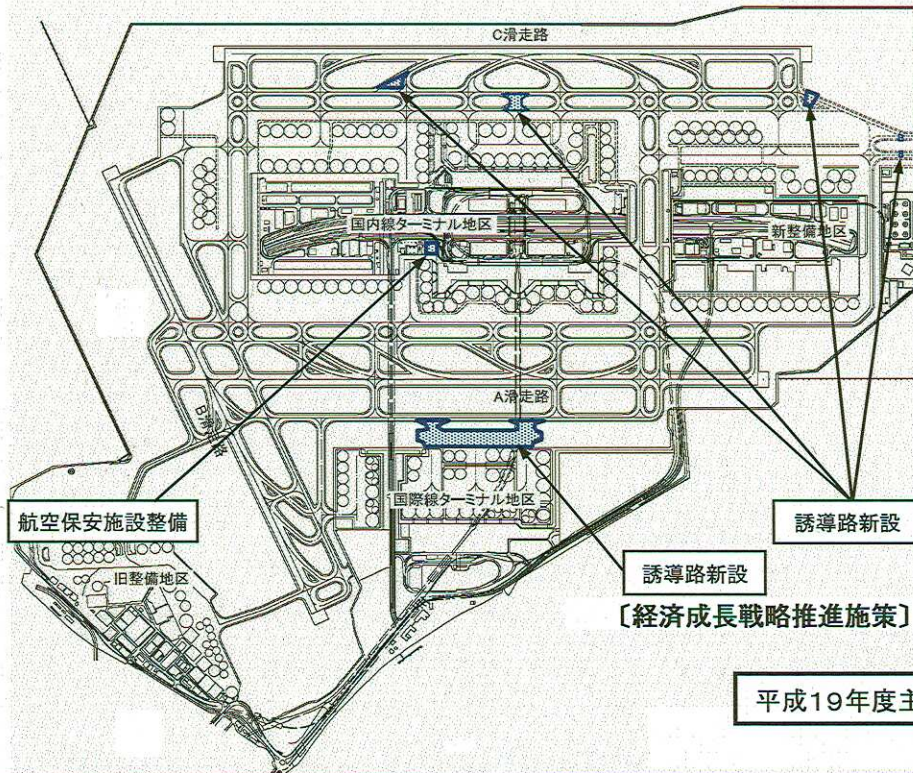 C滑走路
国内線ターミナル地区
新整備地区
A滑走路
B滑走路
国際線ターミナル地区
航空保安施設整備
誘導路新設
旧整備地区
誘導路新設
〔経済成長戦略推進施策〕
平成19年度主